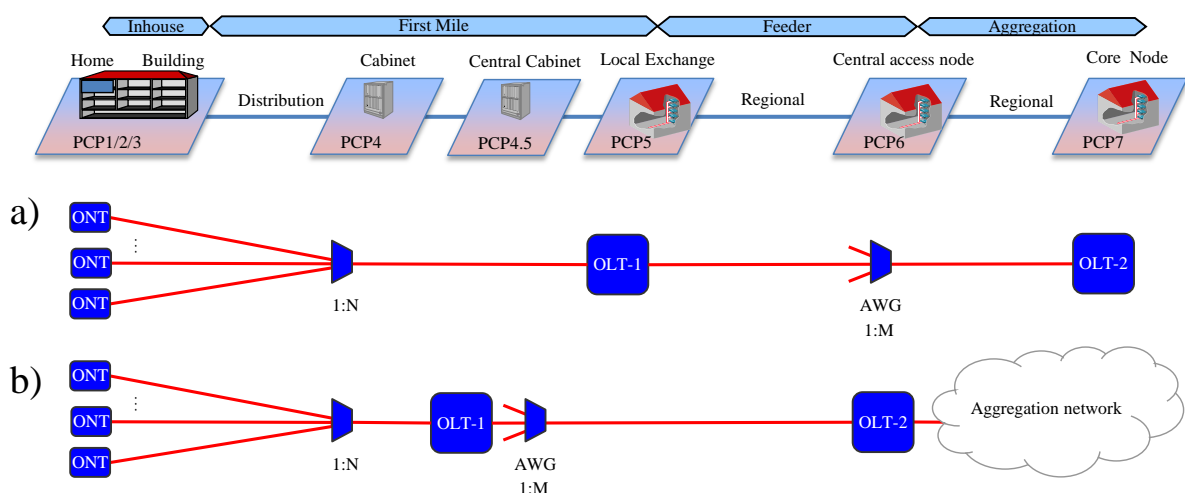 Inhouse First Mile Feeder Aggregation
Home Building Cabinet Central Cabinet Local Exchange Central access node Core Node
Distribution Regional Regional
PCP1/2/3 PCP4 PCP4.5 PCP5 PCP6 PCP7
a)
ONT
⋮
ONT OLT-1 OLT-2
ONT
1:N AWG
1:M
b)
ONT
⋮
Aggregation network
ONT OLT-1 OLT-2
ONT
1:N AWG
1:M